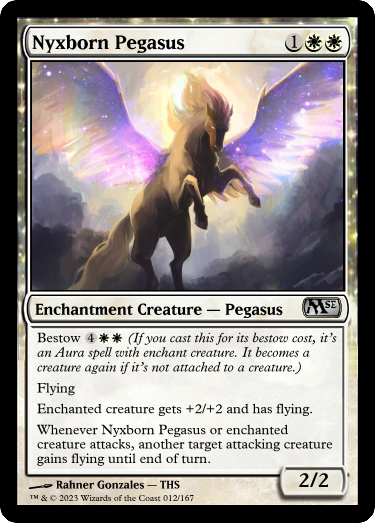 Nyxborn Pegasus 1
Enchantment Creature — Pegasus MSE
Bestow 4 (If you cast this for its bestow cost, it's
an Aura spell with enchant creature. It becomes a
creature again if it's not attached to a creature.)
Flying
Enchanted creature gets +2/+2 and has flying.
Whenever Nyxborn Pegasus or enchanted
creature attacks, another target attacking creature
gains flying until end of turn.
2/2
Rahner Gonzales — THS
™ & © 2023 Wizards of the Coast 012/167